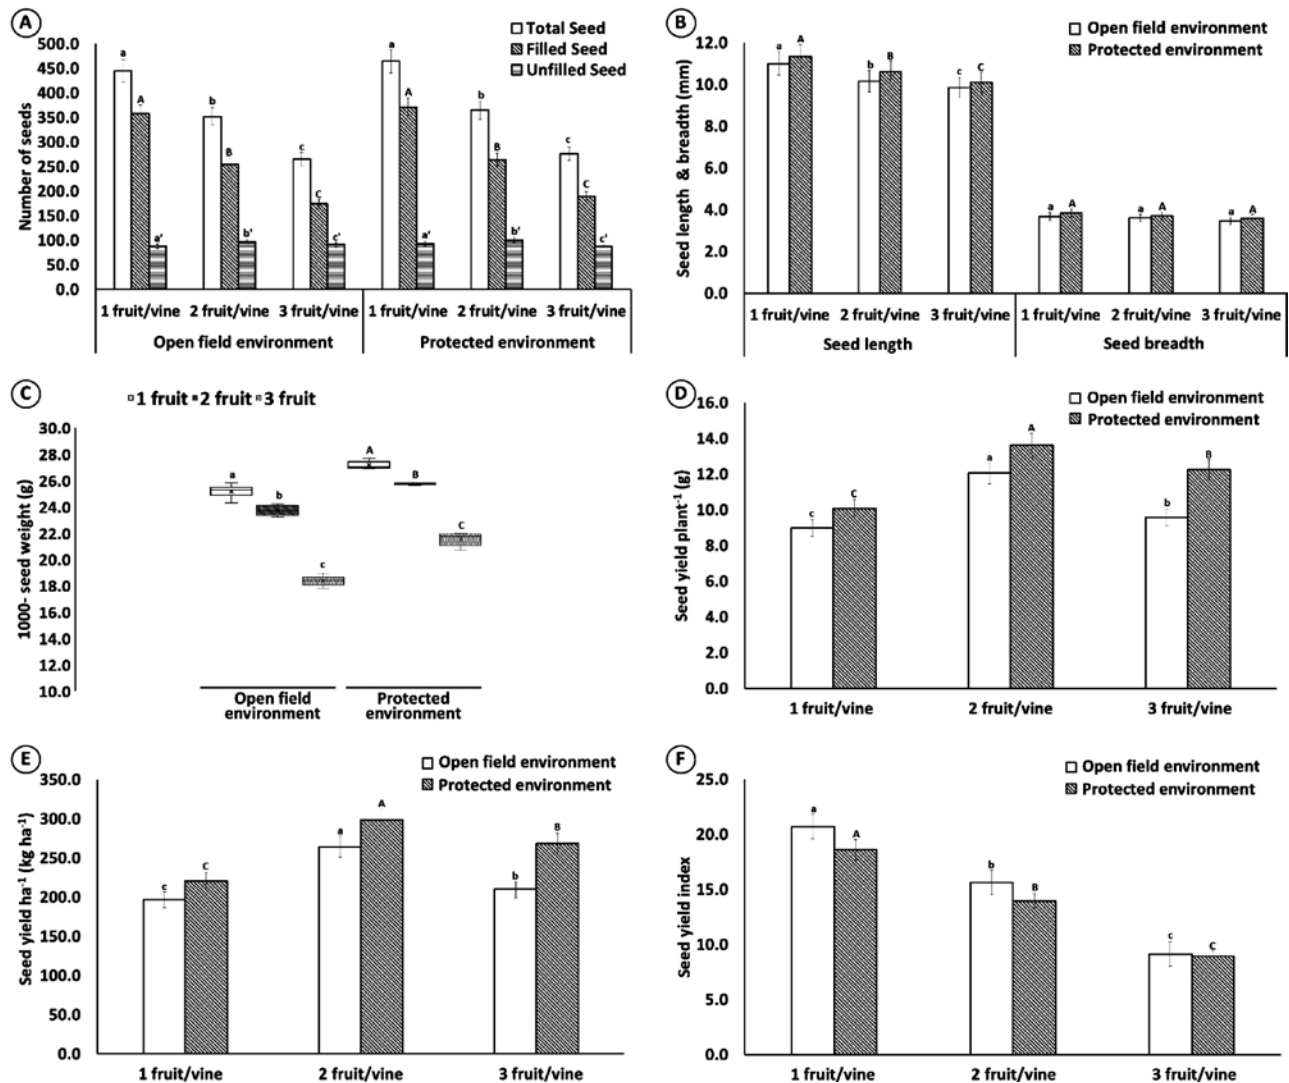 A
Total Seed
Filled Seed
Unfilled Seed
Number of seeds
500.0
450.0
400.0
350.0
300.0
250.0
200.0
150.0
100.0
50.0
0.0
a A a' b B b' c C c' a A a' b B b' c C c'
1 fruit/vine 2 fruit/vine 3 fruit/vine 1 fruit/vine 2 fruit/vine 3 fruit/vine
Open field environment Protected environment
B
Open field environment
Protected environment
Seed length & breadth (mm)
12.0
10.0
8.0
6.0
4.0
2.0
0.0
a A b B c C a A a A a A
1 fruit/vine 2 fruit/vine 3 fruit/vine 1 fruit/vine 2 fruit/vine 3 fruit/vine
Seed length Seed breadth
C
1 fruit 2 fruit 3 fruit
1000- seed weight (g)
30.0
28.0
26.0
24.0
22.0
20.0
18.0
16.0
14.0
12.0
10.0
a b c A B C
Open field environment
Protected environment
D
Open field environment
Protected environment
Seed yield plant⁻¹ (g)
16.0
14.0
12.0
10.0
8.0
6.0
4.0
2.0
0.0
c C a A b B
1 fruit/vine 2 fruit/vine 3 fruit/vine
E
Open field environment
Protected environment
Seed yield ha⁻¹ (kg ha⁻¹)
350.0
300.0
250.0
200.0
150.0
100.0
50.0
0.0
c C a A b B
1 fruit/vine 2 fruit/vine 3 fruit/vine
F
Open field environment
Protected environment
Seed yield index
25.0
20.0
15.0
10.0
5.0
0.0
a A b B c C
1 fruit/vine 2 fruit/vine 3 fruit/vine